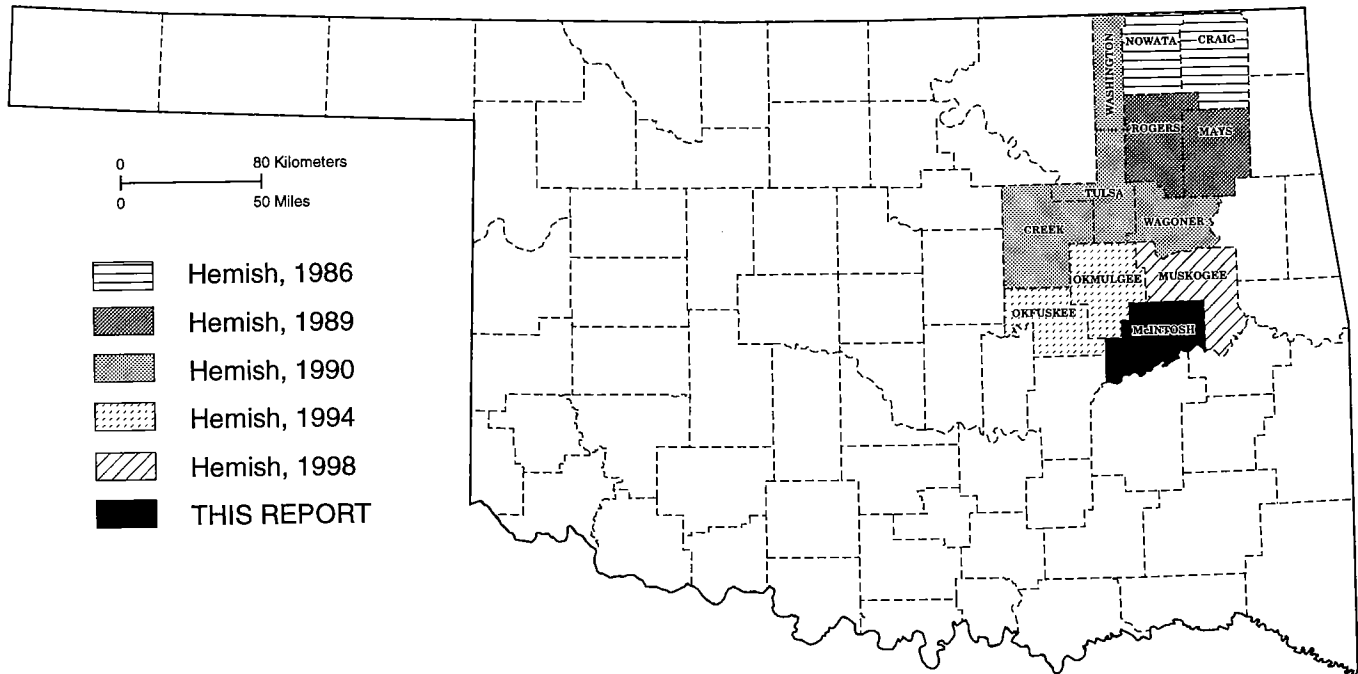 WASHINGTON
NOWATA
CRAIG
ROGERS
MAYS
TULSA
CREEK
WAGONER
OKMULGEE
MUSKOGEE
OKFUSKEE
McINTOSH
0 80 Kilometers
0 50 Miles
Hemish, 1986
Hemish, 1989
Hemish, 1990
Hemish, 1994
Hemish, 1998
THIS REPORT